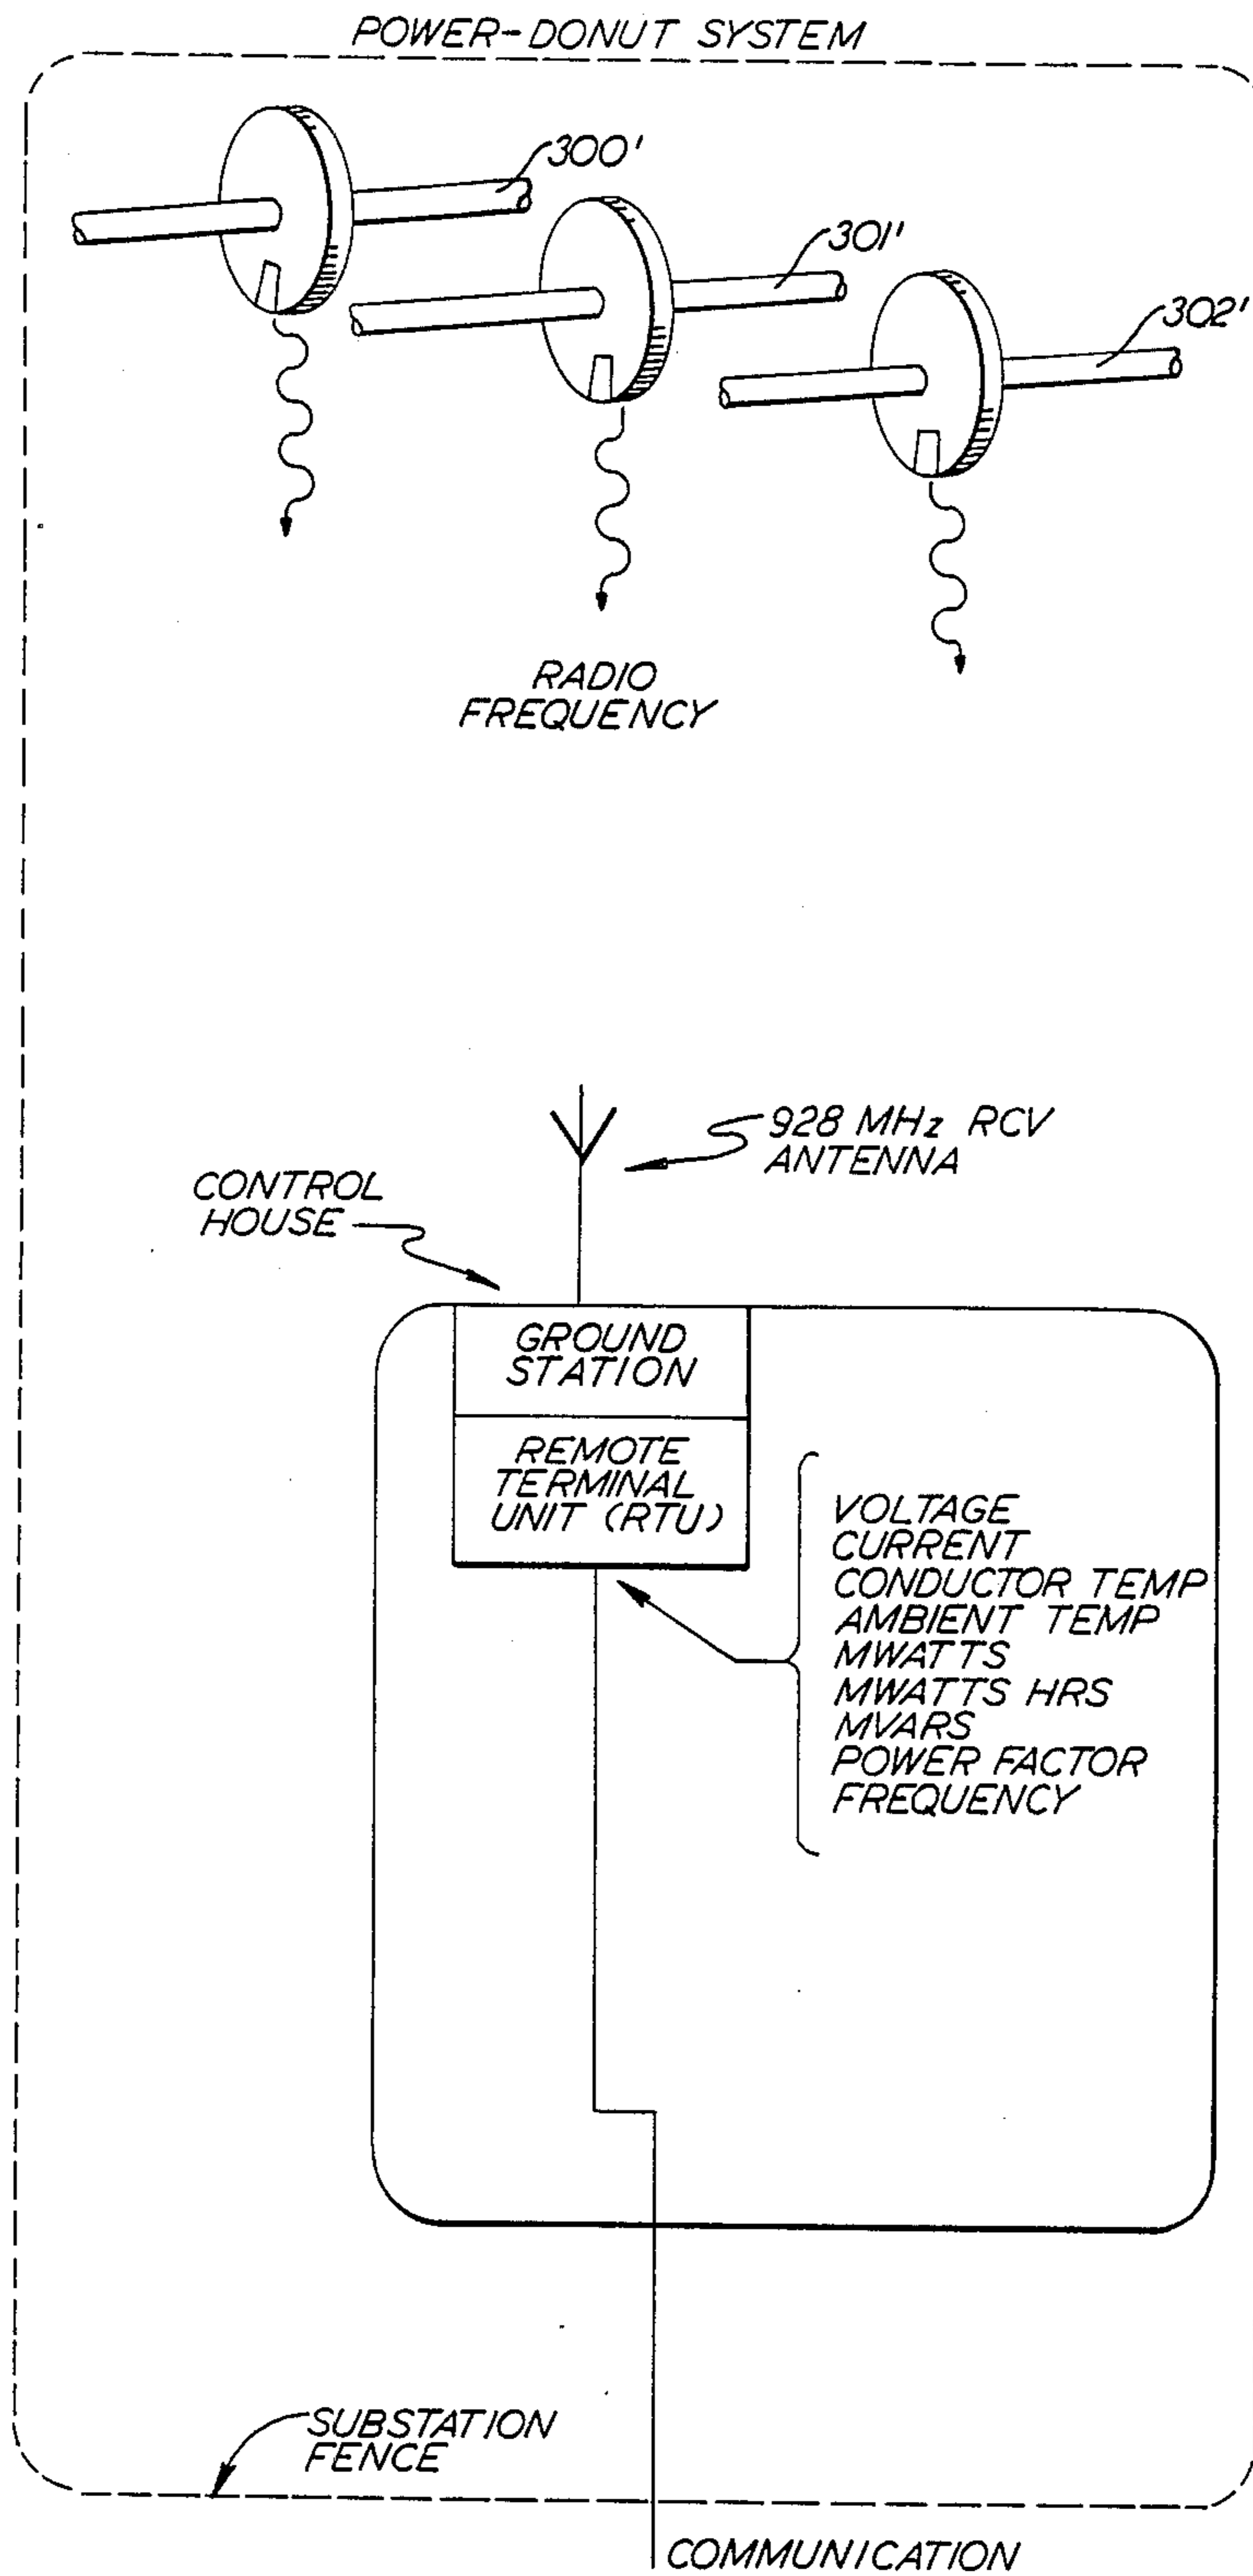 POWER-DONUT SYSTEM
300'
301'
302'
RADIO
FREQUENCY
928 MHz RCV
ANTENNA
CONTROL
HOUSE
GROUND
STATION
REMOTE
TERMINAL
UNIT (RTU)
VOLTAGE
CURRENT
CONDUCTOR TEMP
AMBIENT TEMP
MWATTS
MWATTS HRS
MVARS
POWER FACTOR
FREQUENCY
SUBSTATION
FENCE
COMMUNICATION